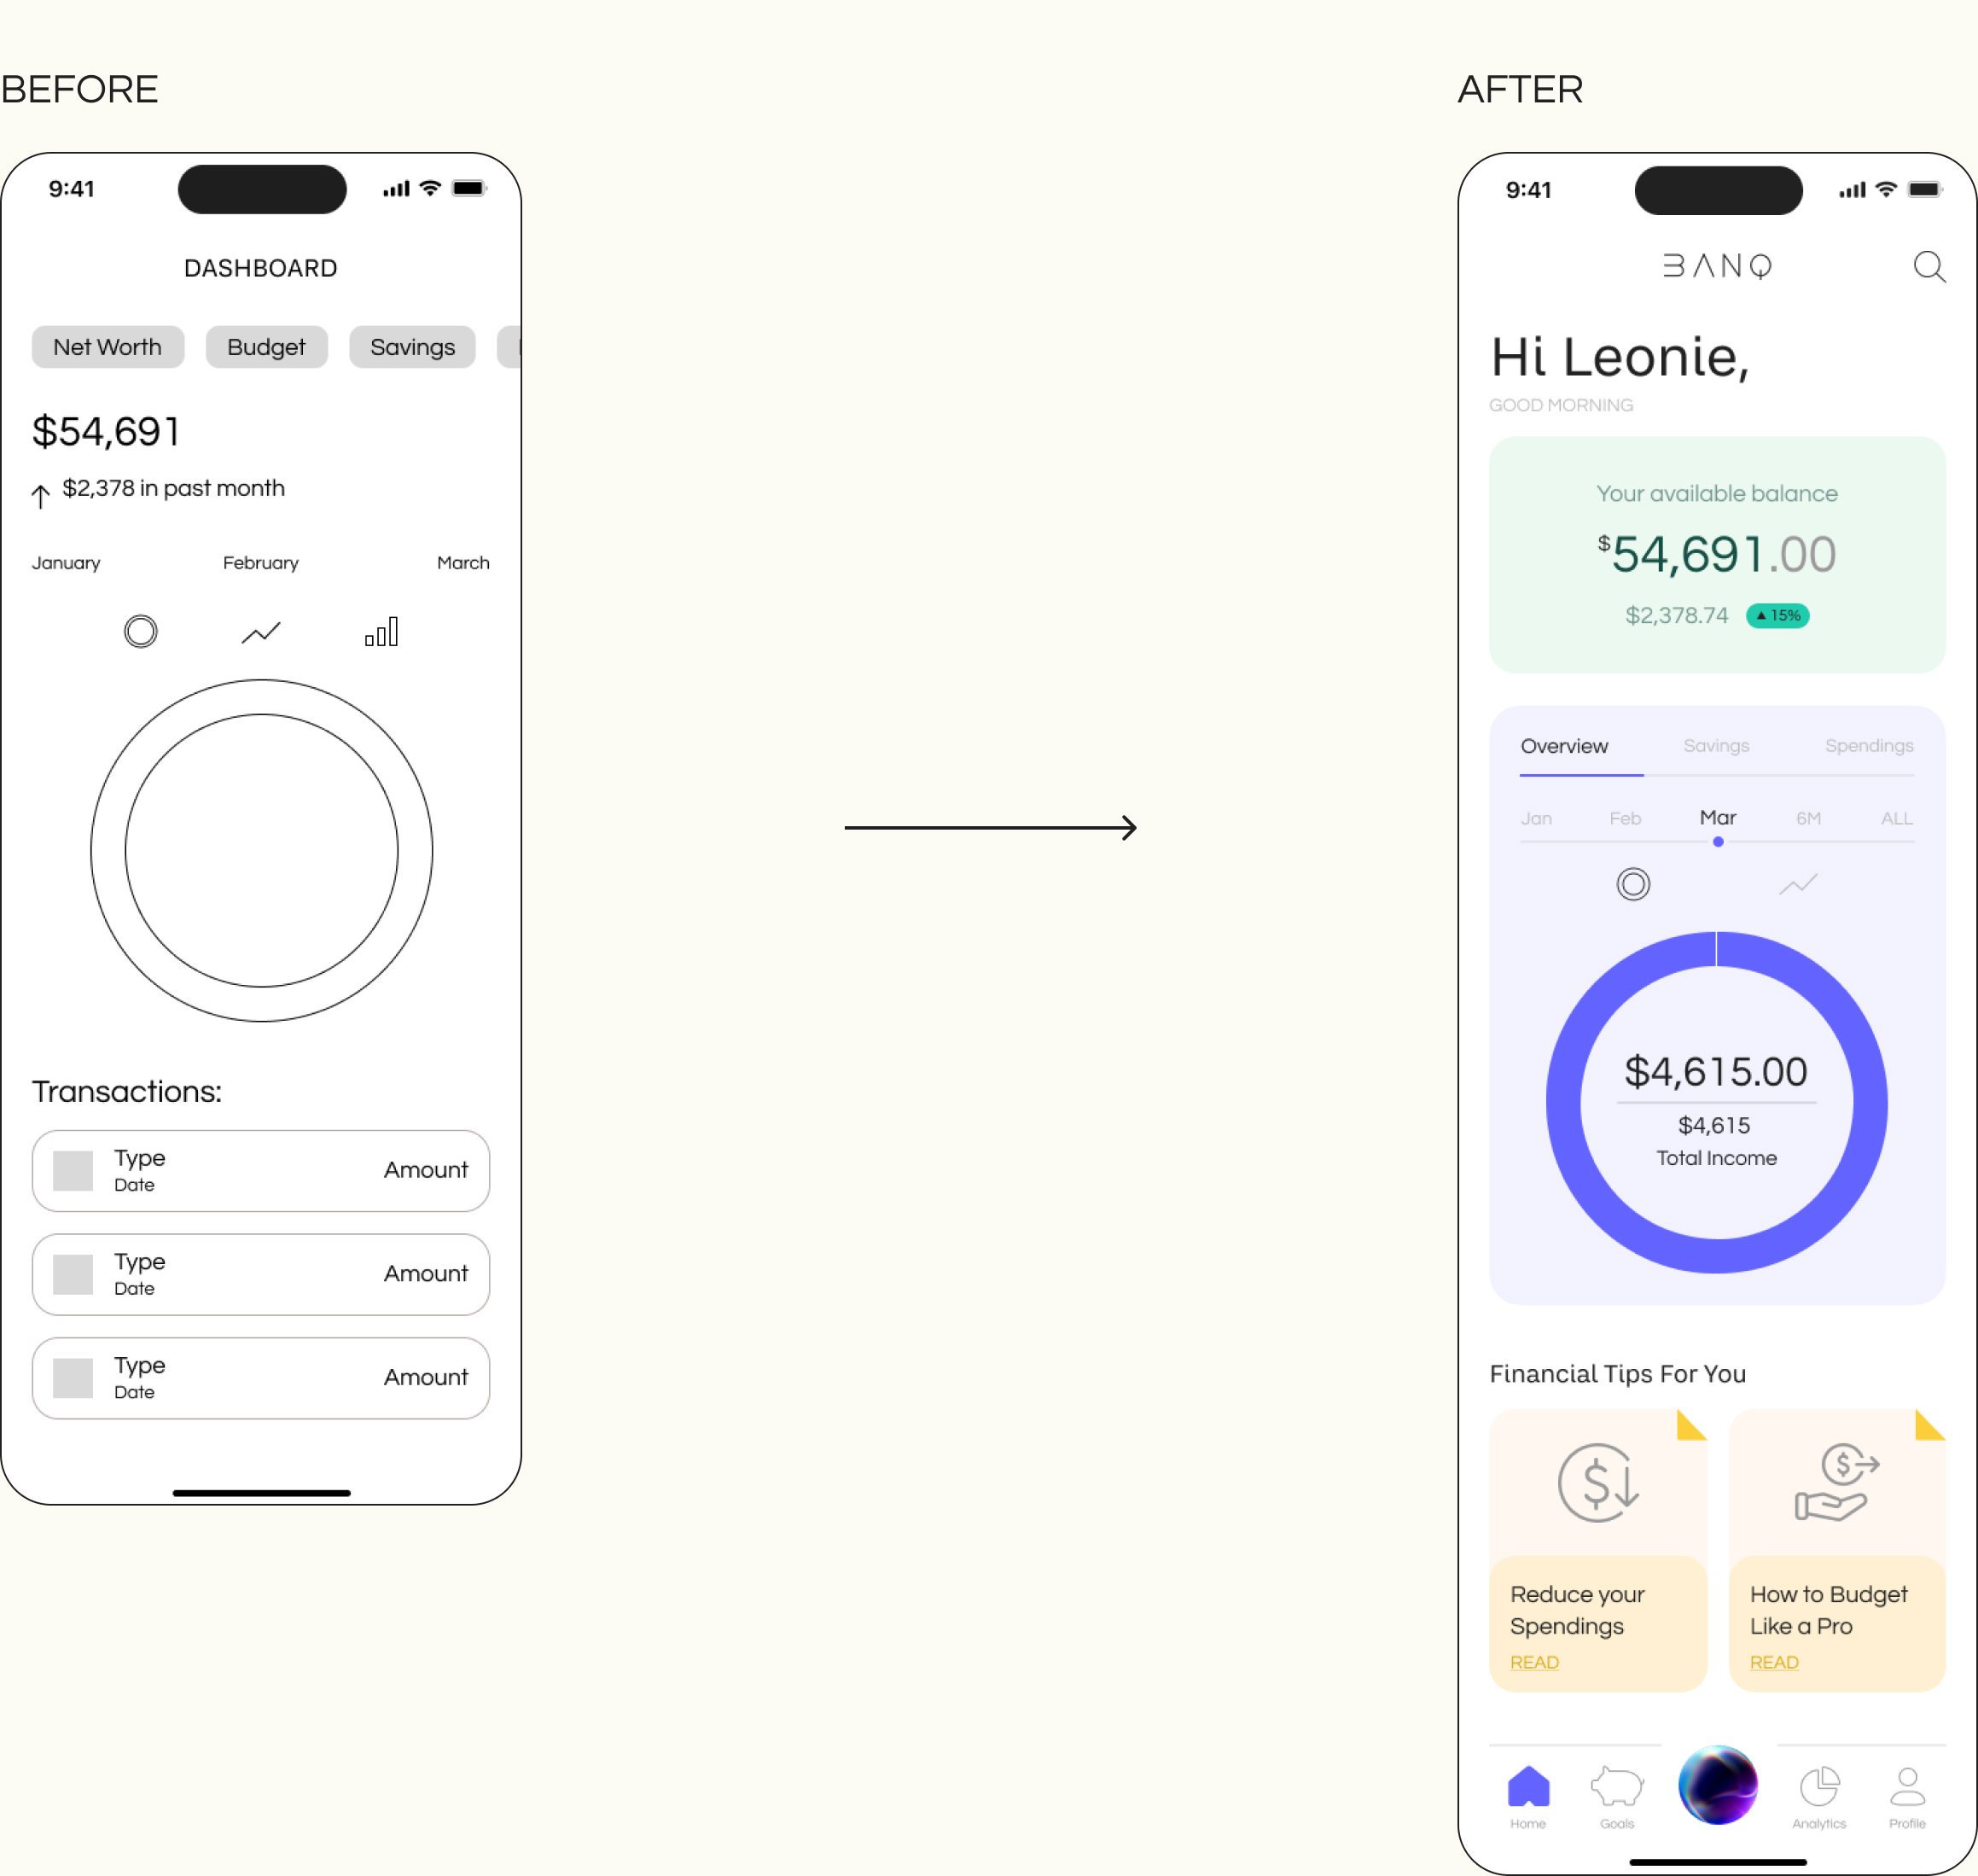 BEFORE
9:41
DASHBOARD
Net Worth Budget Savings
$54,691
$2,378 in past month
January February March
Transactions:
Type
Date
Amount
Type
Date
Amount
Type
Date
Amount
AFTER
9:41
BANQ
Hi Leonie,
GOOD MORNING
Your available balance
$54,691.00
$2,378.74 ▲ 15%
Overview Savings Spendings
Jan Feb Mar 6M ALL
$4,615.00
$4,615
Total Income
Financial Tips For You
$
Reduce your
Spendings
READ
$
How to Budget
Like a Pro
READ
Home Goals Analytics Profile